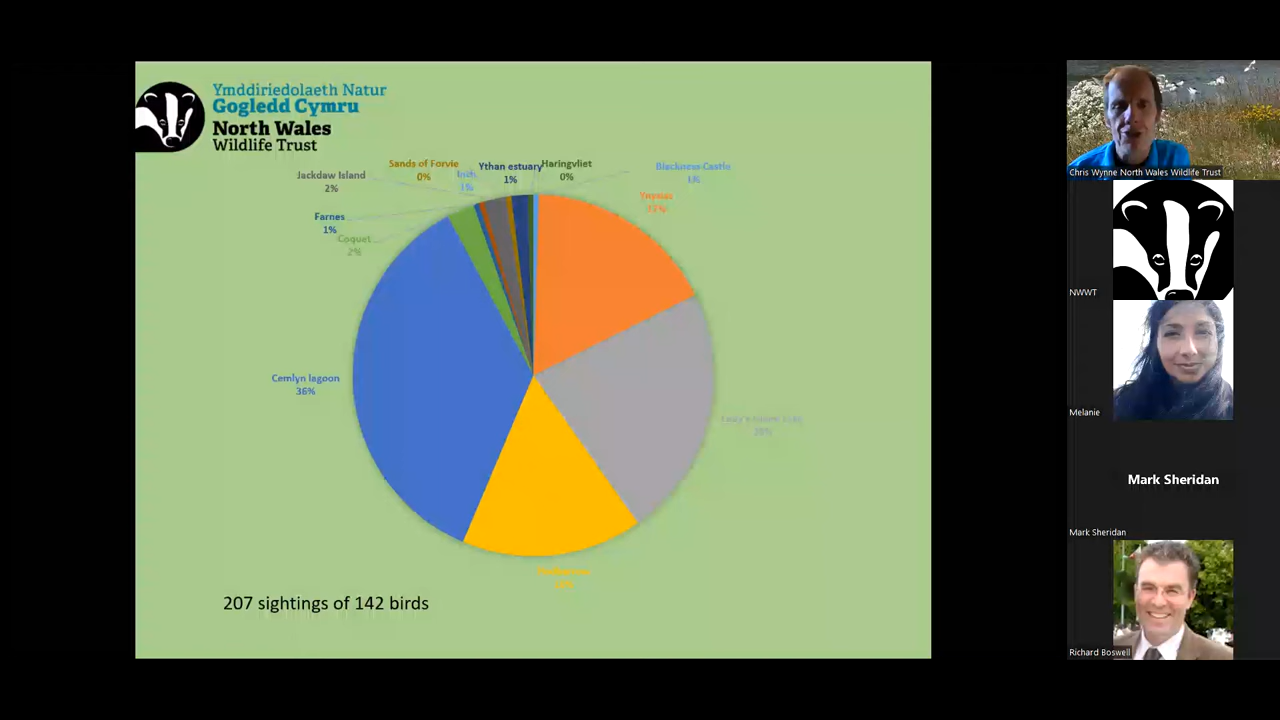 Ymddiriedolaeth Natur
Gogledd Cymru
North Wales
Wildlife Trust
Sands of Forvie
0%
Ythan estuary
1%
Haringvliet
0%
Blackness Castle
1%
Jackdaw Island
2%
Inch
1%
Farnes
1%
Coquet
2%
Cemlyn lagoon
36%
207 sightings of 142 birds
Chris Wynne North Wales Wildlife Trust
NWWT
Melanie
Mark Sheridan
Mark Sheridan
Richard Boswell